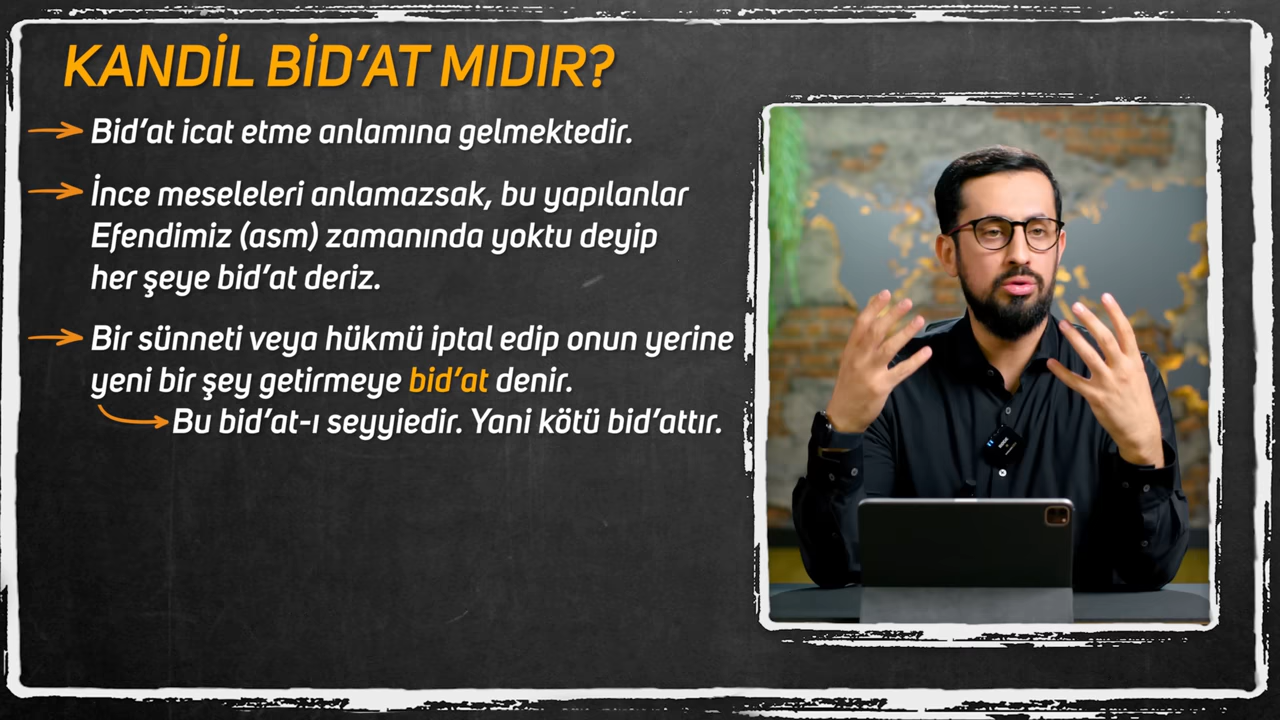 KANDİL BİD'AT MIDIR?
Bid'at icat etme anlamına gelmektedir.
İnce meseleleri anlamazsak, bu yapılanlar
Efendimiz (asm) zamanında yoktu deyip
her şeye bid'at deriz.
Bir sünneti veya hükmü iptal edip onun yerine
yeni bir şey getirmeye bid'at denir.
Bu bid'at-ı seyyiedir. Yani kötü bid'attır.